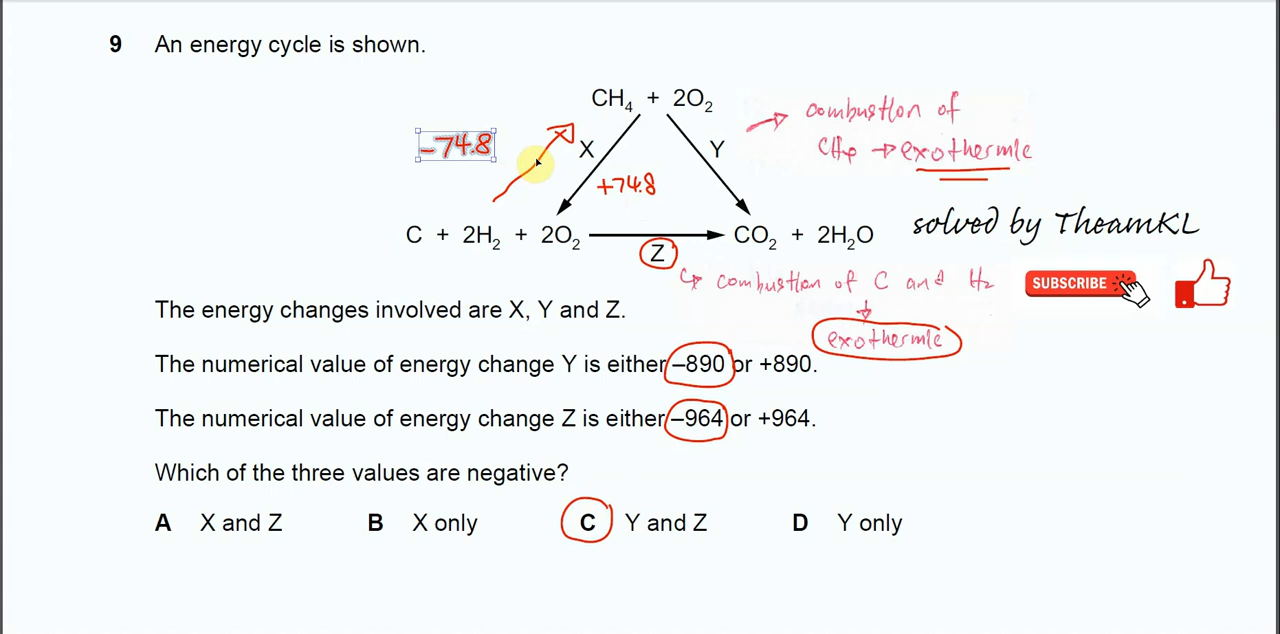 9 An energy cycle is shown.
CH4 + 2O2
combustion of
CH4 → exothermic
-74.8
X
Y
+74.8
C + 2H2 + 2O2
CO2 + 2H2O
solved by TheamKL
Z
combustion of C and H2
SUBSCRIBE
The energy changes involved are X, Y and Z.
exothermic
The numerical value of energy change Y is either –890 or +890.
The numerical value of energy change Z is either –964 or +964.
Which of the three values are negative?
A X and Z B X only C Y and Z D Y only